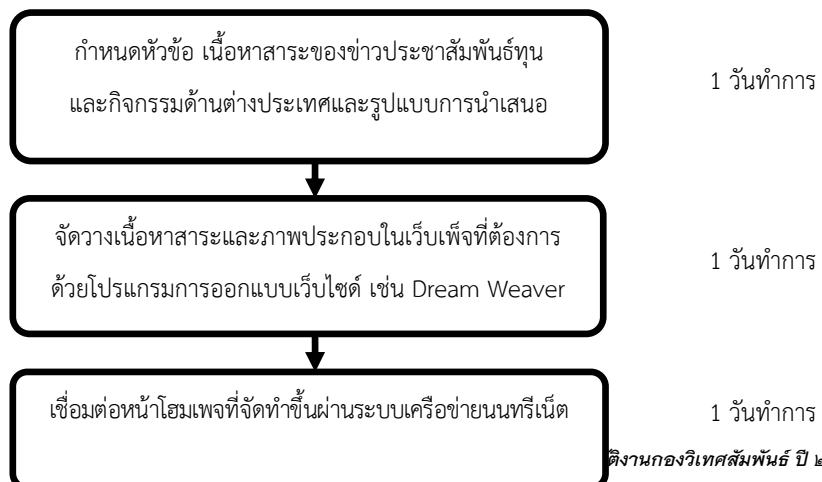 กำหนดหัวข้อ เนื้อหาสาระของข่าวประชาสัมพันธ์ทุน
และกิจกรรมด้านต่างประเทศและรูปแบบการนำเสนอ
1 วันทำการ
จัดวางเนื้อหาสาระและภาพประกอบในเว็บเพ็จที่ต้องการ
ด้วยโปรแกรมการออกแบบเว็บไซด์ เช่น Dream Weaver
1 วันทำการ
เชื่อมต่อหน้าโฮมเพจที่จัดทำขึ้นผ่านระบบเครือข่ายนนทรีเน็ต
1 วันทำการ
ติงานกองวิเทศสัมพันธ์ ปี ๒